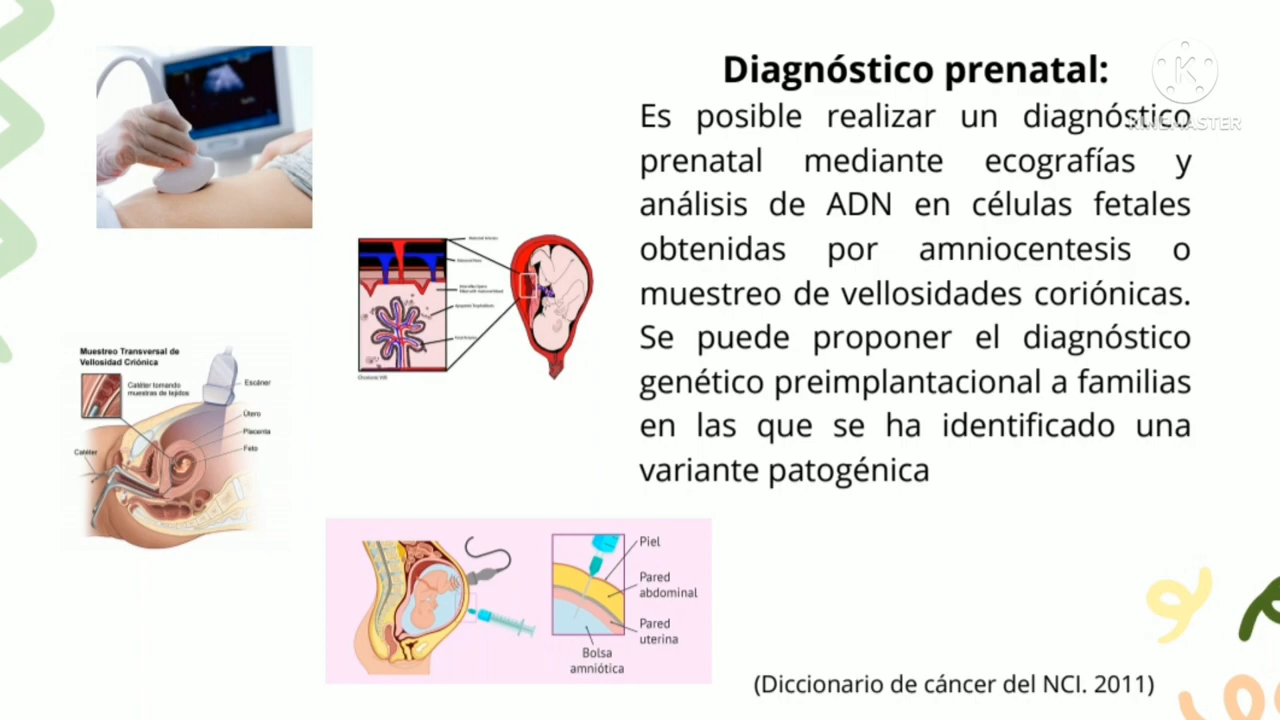 Diagnóstico prenatal:
Es posible realizar un diagnóstico
prenatal mediante ecografías y
análisis de ADN en células fetales
obtenidas por amniocentesis o
muestreo de vellosidades coriónicas.
Se puede proponer el diagnóstico
genético preimplantacional a familias
en las que se ha identificado una
variante patogénica
KINEMASTER
Muestreo Transversal de
Vellosidad Criónica
Catéter tomando
muestras de tejidos
Escáner
Útero
Placenta
Feto
Catéter
Piel
Pared
abdominal
Pared
uterina
Bolsa
amniótica
(Diccionario de cáncer del NCI. 2011)